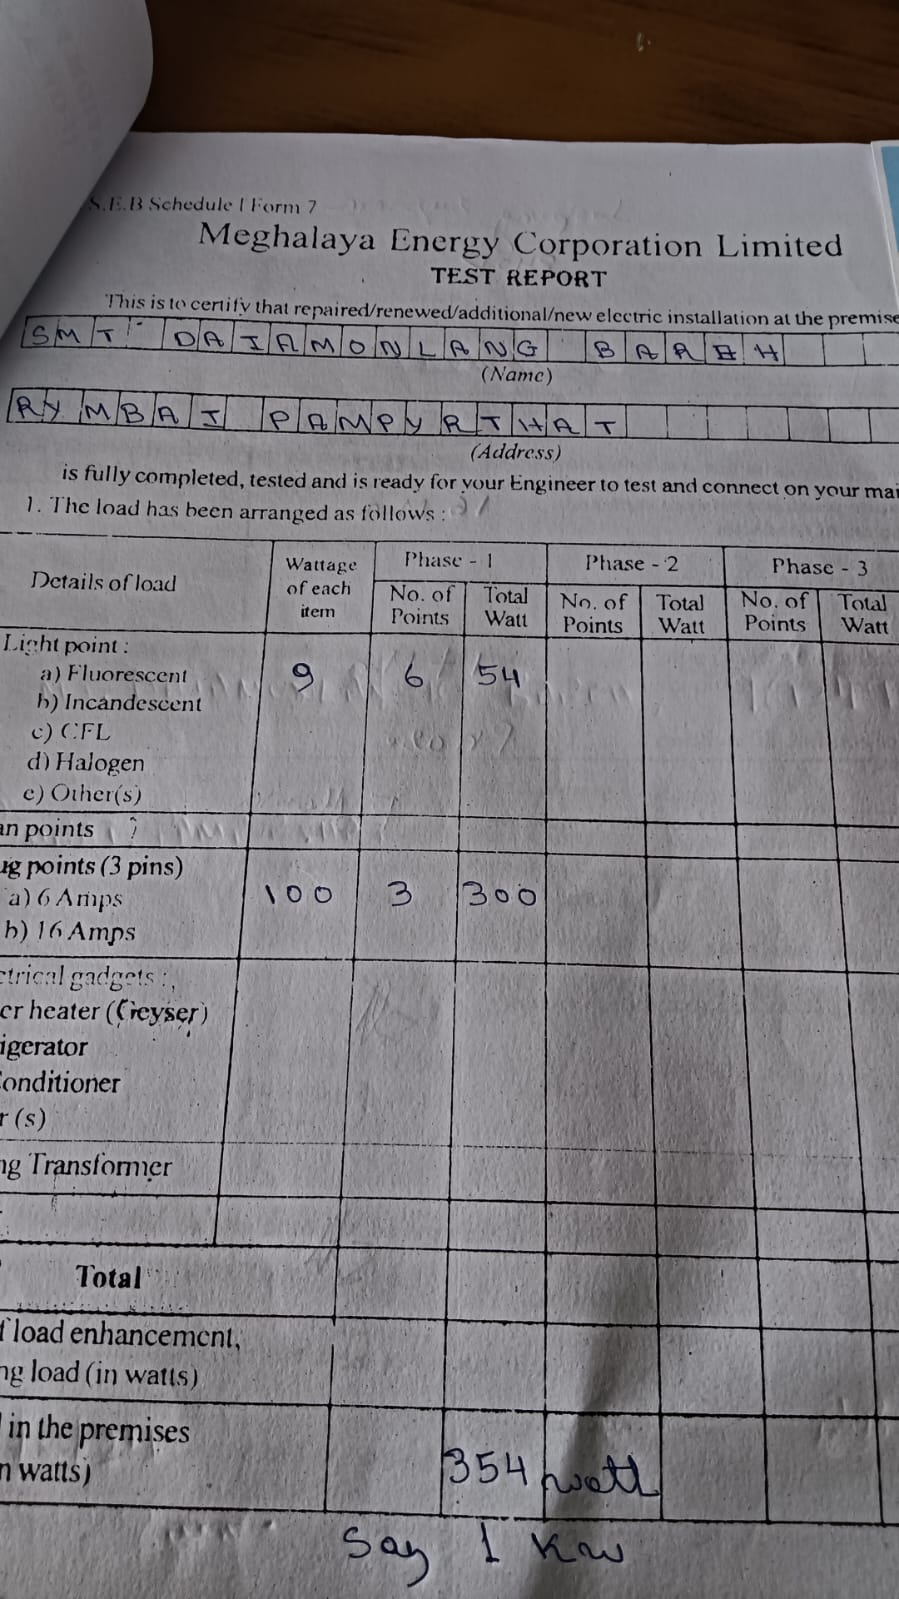 S.E.B Schedule I Form 7
Meghalaya Energy Corporation Limited
TEST REPORT
This is to certify that repaired/renewed/additional/new electric installation at the premise
SMT DAIAMONLANG BAREH
(Name)
RYMBAI PAMPYRTHAT
(Address)
is fully completed, tested and is ready for your Engineer to test and connect on your mai
1. The load has been arranged as follows :
Details of load Wattage of each item Phase - 1 Phase - 2 Phase - 3
No. of Points Total Watt No. of Points Total Watt No. of Points Total Watt
Light point :
a) Fluorescent 9 6 54
b) Incandescent
c) CFL
d) Halogen
e) Other(s)
an points
ug points (3 pins)
a) 6 Amps 100 3 300
b) 16 Amps
ctrical gadgets :
er heater (Geyser)
igerator
Conditioner
r (s)
ng Transformer
Total
f load enhancement,
ng load (in watts)
in the premises
n watts) 354 watt
Say 1 Kw